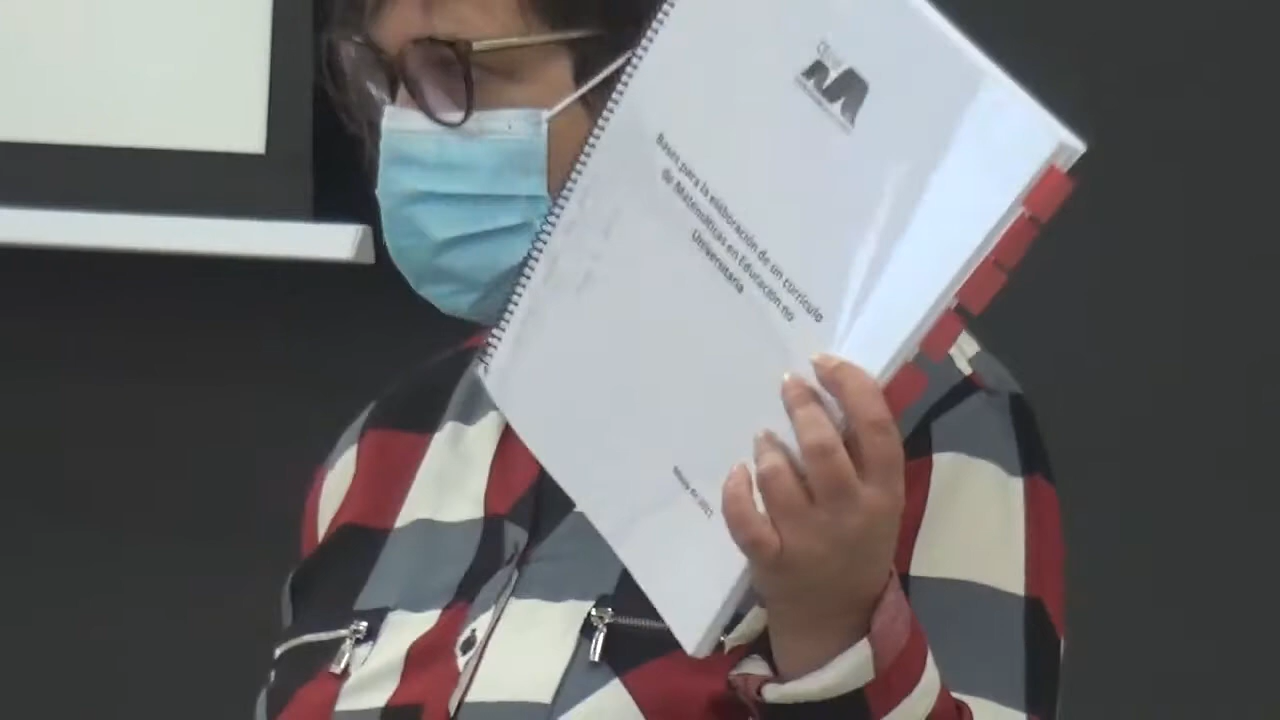 Bases para la elaboración de un currículo
de Matemáticas en Educación no
Universitaria